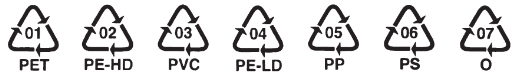 01 02 03 04 05 06 07
PET PE-HD PVC PE-LD PP PS O